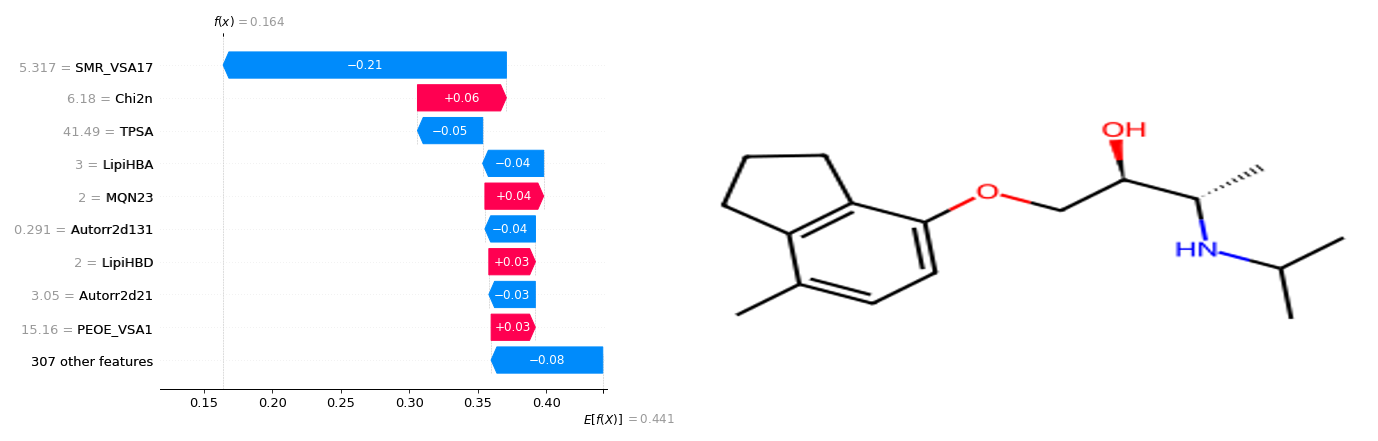 f(x) = 0.164
5.317 = SMR_VSA17
−0.21
6.18 = Chi2n
+0.06
41.49 = TPSA
−0.05
3 = LipiHBA
−0.04
2 = MQN23
+0.04
0.291 = Autorr2d131
−0.04
2 = LipiHBD
+0.03
3.05 = Autorr2d21
−0.03
15.16 = PEOE_VSA1
+0.03
307 other features
−0.08
0.15 0.20 0.25 0.30 0.35 0.40
E[f(X)] = 0.441
OH
O
HN